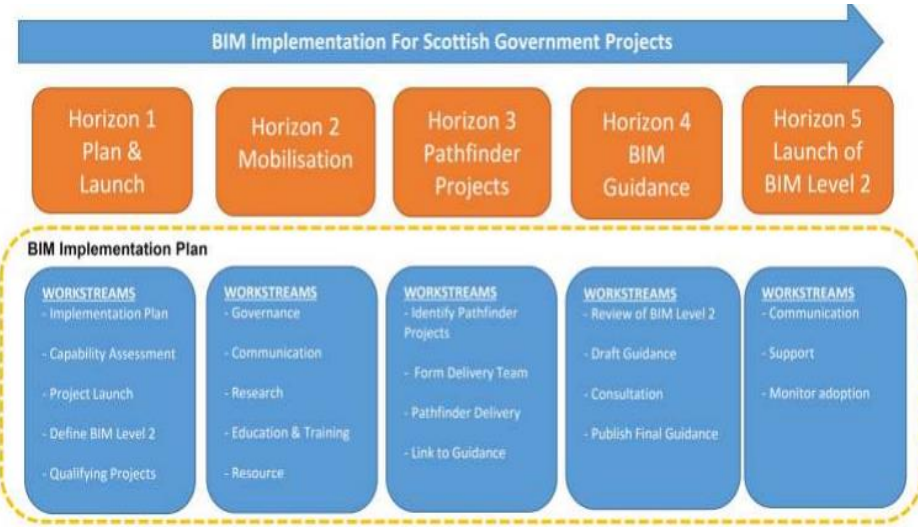 BIM Implementation For Scottish Government Projects
Horizon 1
Plan &
Launch
Horizon 2
Mobilisation
Horizon 3
Pathfinder
Projects
Horizon 4
BIM
Guidance
Horizon 5
Launch of
BIM Level 2
BIM Implementation Plan
WORKSTREAMS
- Implementation Plan
- Capability Assessment
- Project Launch
- Define BIM Level 2
- Qualifying Projects
WORKSTREAMS
- Governance
- Communication
- Research
- Education & Training
- Resource
WORKSTREAMS
- Identify Pathfinder
Projects
- Form Delivery Team
- Pathfinder Delivery
- Link to Guidance
WORKSTREAMS
- Review of BIM Level 2
- Draft Guidance
- Consultation
- Publish Final Guidance
WORKSTREAMS
- Communication
- Support
- Monitor adoption